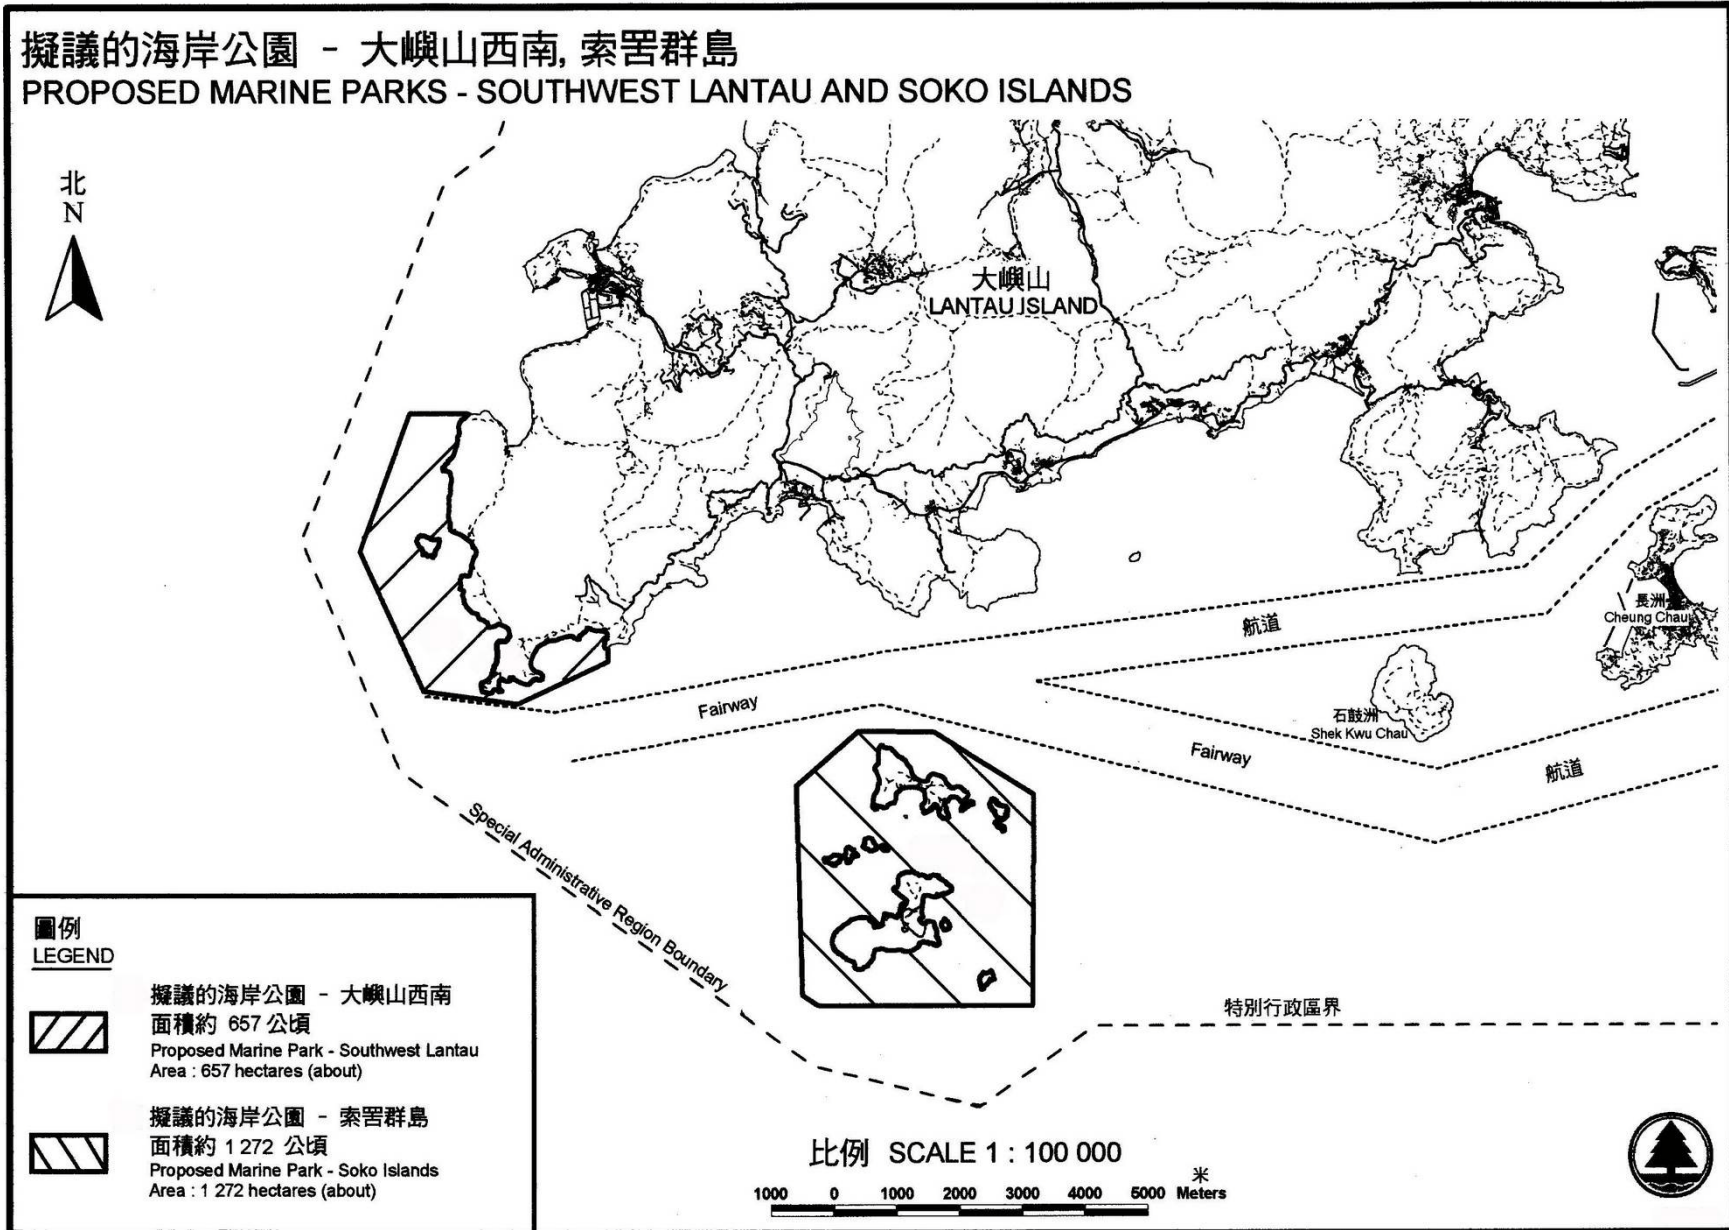 擬議的海岸公園 - 大嶼山西南, 索罟群島
PROPOSED MARINE PARKS - SOUTHWEST LANTAU AND SOKO ISLANDS
北
N
大嶼山
LANTAU ISLAND
長洲
Cheung Chau
航道
Fairway
石鼓洲
Shek Kwu Chau
Fairway
航道
Special Administrative Region Boundary
特別行政區界
圖例
LEGEND
擬議的海岸公園 - 大嶼山西南
面積約 657 公頃
Proposed Marine Park - Southwest Lantau
Area : 657 hectares (about)
擬議的海岸公園 - 索罟群島
面積約 1 272 公頃
Proposed Marine Park - Soko Islands
Area : 1 272 hectares (about)
比例 SCALE 1 : 100 000
1000 0 1000 2000 3000 4000 5000 米 Meters